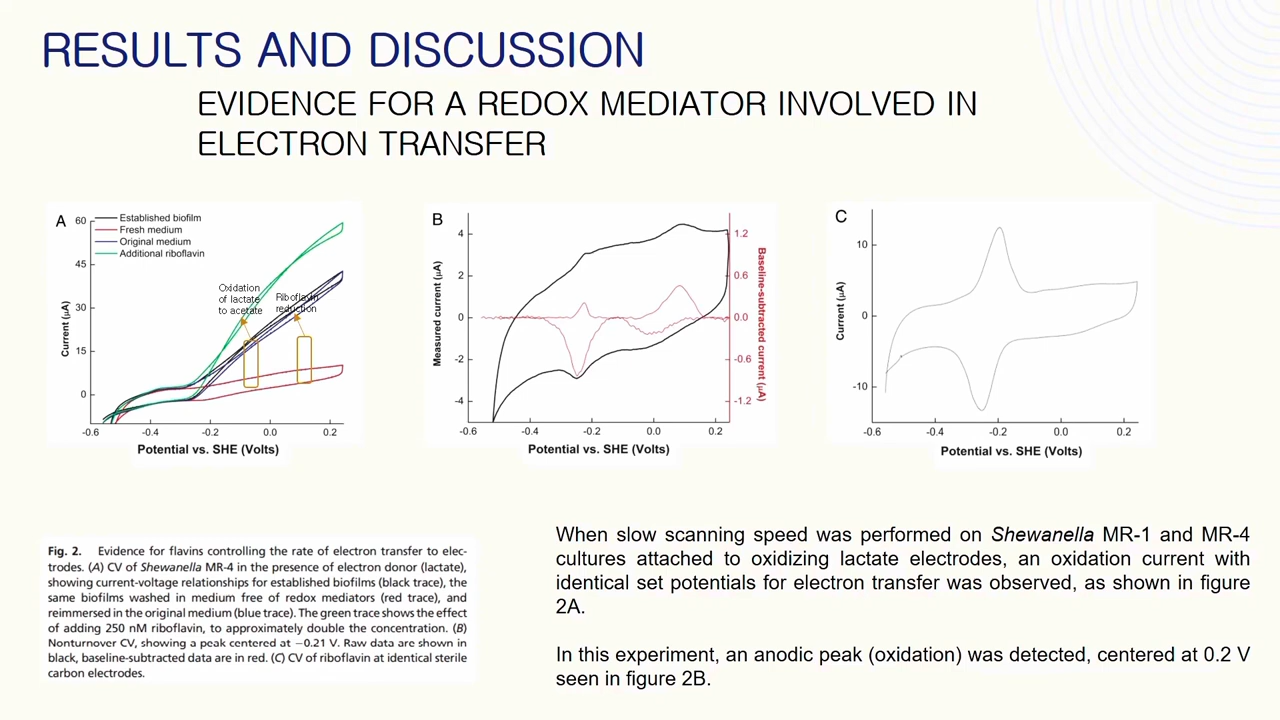 RESULTS AND DISCUSSION
EVIDENCE FOR A REDOX MEDIATOR INVOLVED IN
ELECTRON TRANSFER
A
60
45
30
15
0
Current (μA)
Established biofilm
Fresh medium
Original medium
Additional riboflavin
Oxidation
of lactate
to acetate
Riboflavin
reduction
-0.6 -0.4 -0.2 0.0 0.2
Potential vs. SHE (Volts)
B
4
2
0
-2
-4
Measured current (μA)
1.2
0.6
0.0
-0.6
-1.2
Baseline-subtracted current (μA)
-0.6 -0.4 -0.2 0.0 0.2
Potential vs. SHE (Volts)
C
10
0
-10
Current (μA)
-0.6 -0.4 -0.2 0.0 0.2
Potential vs. SHE (Volts)
Fig. 2. Evidence for flavins controlling the rate of electron transfer to elec-
trodes. (A) CV of Shewanella MR-4 in the presence of electron donor (lactate),
showing current-voltage relationships for established biofilms (black trace), the
same biofilms washed in medium free of redox mediators (red trace), and
reimmersed in the original medium (blue trace). The green trace shows the effect
of adding 250 nM riboflavin, to approximately double the concentration. (B)
Nonturnover CV, showing a peak centered at −0.21 V. Raw data are shown in
black, baseline-subtracted data are in red. (C) CV of riboflavin at identical sterile
carbon electrodes.
When slow scanning speed was performed on Shewanella MR-1 and MR-4
cultures attached to oxidizing lactate electrodes, an oxidation current with
identical set potentials for electron transfer was observed, as shown in figure
2A.
In this experiment, an anodic peak (oxidation) was detected, centered at 0.2 V
seen in figure 2B.